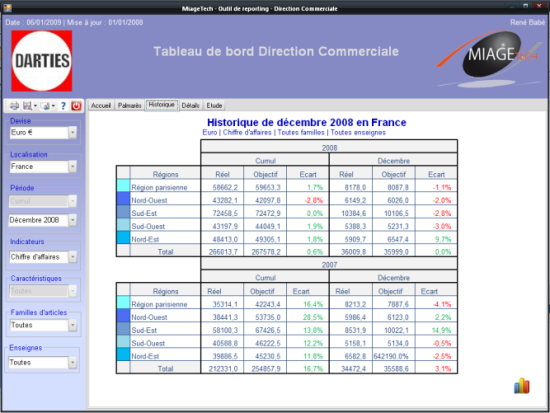 MiageTech - Outil de reporting - Direction Commerciale
Date : 06/01/2009 | Mise à jour : 01/01/2008
René Babé
DARTIES
Tableau de bord Direction Commerciale
MIAGE
Accueil Palmarès Historique Détails Etude
Devise
Euro €
Localisation
France
Période
Cumul
Décembre 2008
Indicateurs
Chiffre d'affaires
Caractéristiques
Toutes
Familles d'articles
Toutes
Enseignes
Toutes
Historique de décembre 2008 en France
Euro | Chiffre d'affaires | Toutes familles | Toutes enseignes
2008
Cumul Décembre
Régions Réel Objectif Ecart Réel Objectif Ecart
Région parisienne 58662,2 59653,3 1,7% 8178,0 8087,8 -1,1%
Nord-Ouest 43282,1 42097,8 -2,8% 6149,2 6026,0 -2,0%
Sud-Est 72458,5 72472,9 0,0% 10384,6 10106,5 -2,8%
Sud-Ouest 43197,9 44049,1 1,9% 5388,3 5231,3 -3,0%
Nord-Est 48413,0 49305,1 1,8% 5909,7 6547,4 9,7%
Total 266013,7 267578,2 0,6% 36009,8 35999,0 0,0%
2007
Cumul Décembre
Régions Réel Objectif Ecart Réel Objectif Ecart
Région parisienne 35314,1 42243,4 16,4% 8213,2 7887,6 -4,1%
Nord-Ouest 38441,3 53735,0 28,5% 5986,4 6123,0 2,2%
Sud-Est 58100,3 67426,5 13,8% 8531,9 10022,1 14,9%
Sud-Ouest 40588,8 46222,5 12,2% 5158,1 5134,0 -0,5%
Nord-Est 39886,5 45230,5 11,8% 6582,8 642190,0% -2,5%
Total 212331,0 254857,9 16,7% 34472,4 35588,6 3,1%